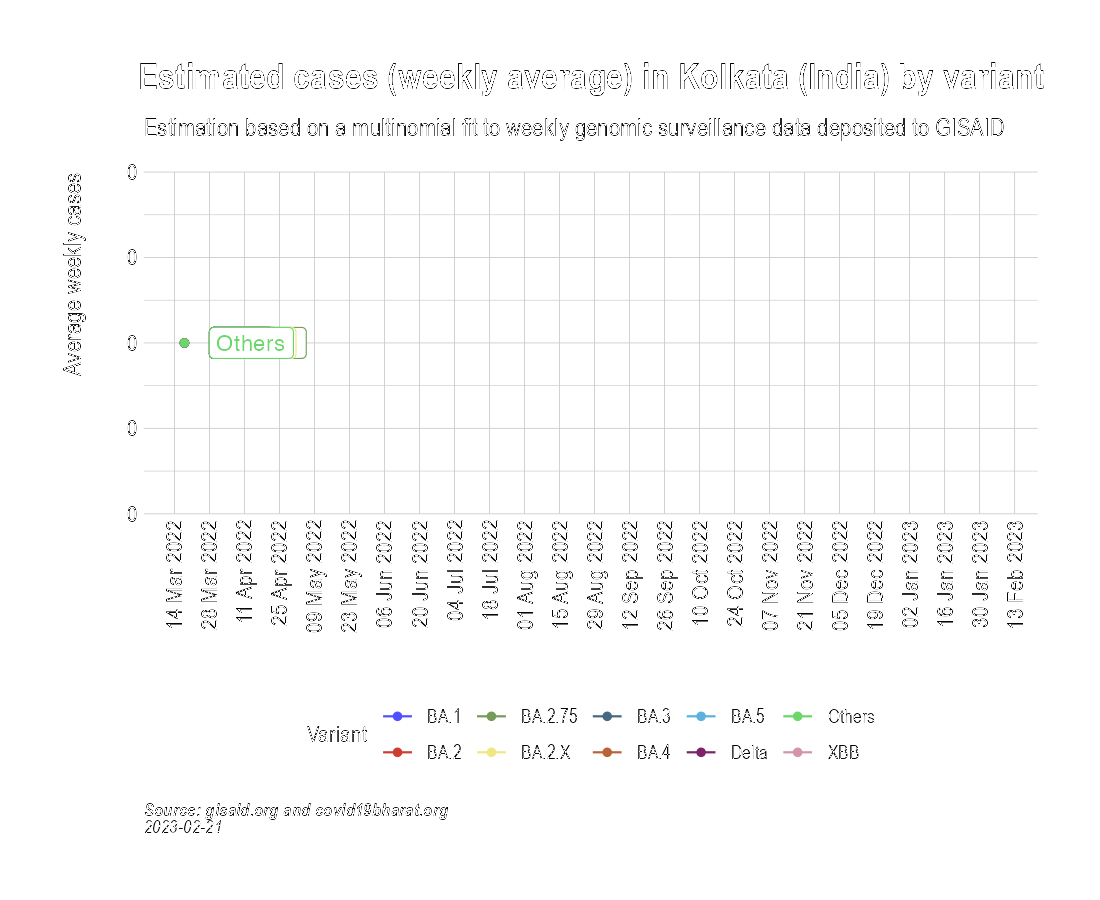 Estimated cases (weekly average) in Kolkata (India) by variant
Estimation based on a multinomial fit to weekly genomic surveillance data deposited to GISAID
Average weekly cases
0
0
0
0
0
Others
14 Mar 2022
28 Mar 2022
11 Apr 2022
25 Apr 2022
09 May 2022
23 May 2022
06 Jun 2022
20 Jun 2022
04 Jul 2022
18 Jul 2022
01 Aug 2022
15 Aug 2022
29 Aug 2022
12 Sep 2022
26 Sep 2022
10 Oct 2022
24 Oct 2022
07 Nov 2022
21 Nov 2022
05 Dec 2022
19 Dec 2022
02 Jan 2023
16 Jan 2023
30 Jan 2023
13 Feb 2023
Variant
BA.1 BA.2.75 BA.3 BA.5 Others
BA.2 BA.2.X BA.4 Delta XBB
Source: gisaid.org and covid19bharat.org
2023-02-21